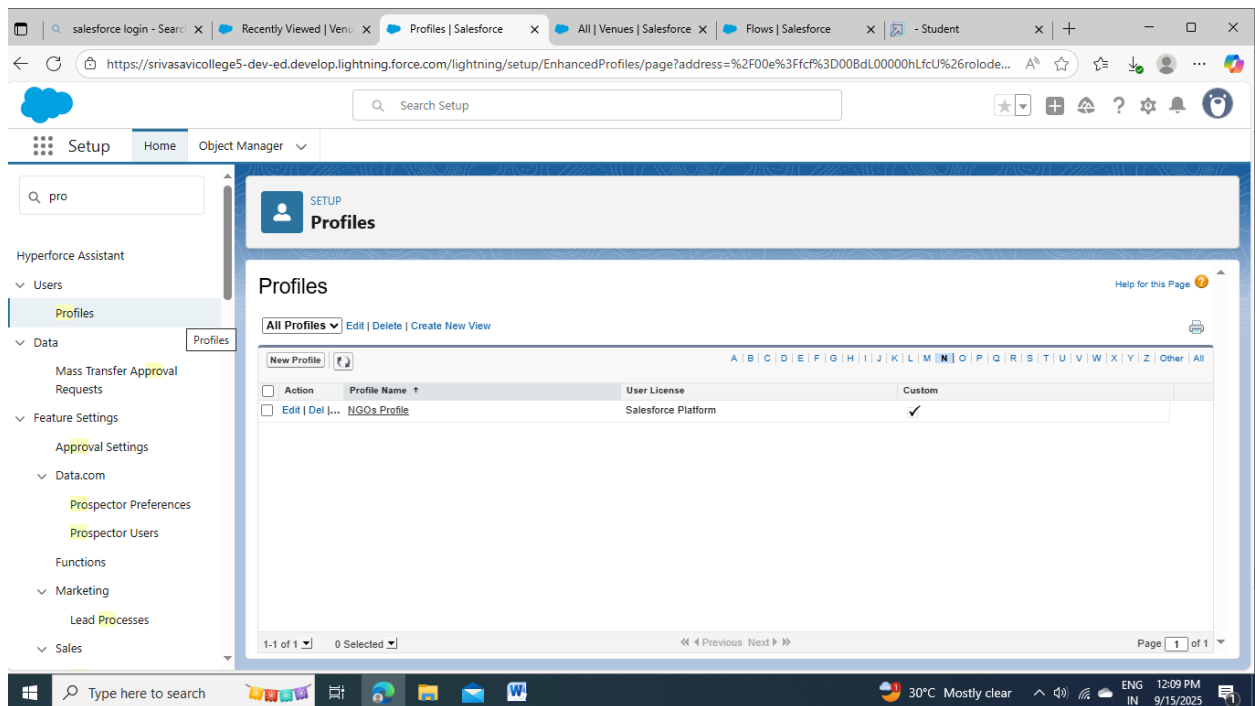 salesforce login - Searc
Recently Viewed | Venu
Profiles | Salesforce
All | Venues | Salesforce
Flows | Salesforce
- Student
https://srivasavicollege5-dev-ed.develop.lightning.force.com/lightning/setup/EnhancedProfiles/page?address=%2F00e%3Ffcf%3D00BdL00000hLfcU%26rolode...
Search Setup
Setup
Home
Object Manager
pro
Hyperforce Assistant
Users
Profiles
Profiles
Data
Mass Transfer Approval
Requests
Feature Settings
Approval Settings
Data.com
Prospector Preferences
Prospector Users
Functions
Marketing
Lead Processes
Sales
SETUP
Profiles
Profiles
Help for this Page
All Profiles Edit | Delete | Create New View
New Profile
A | B | C | D | E | F | G | H | I | J | K | L | M | N | O | P | Q | R | S | T | U | V | W | X | Y | Z | Other | All
Action Profile Name User License Custom
Edit | Del |... NGOs Profile Salesforce Platform
1-1 of 1 0 Selected Previous Next Page 1 of 1
Type here to search
30°C Mostly clear
ENG
IN
12:09 PM
9/15/2025